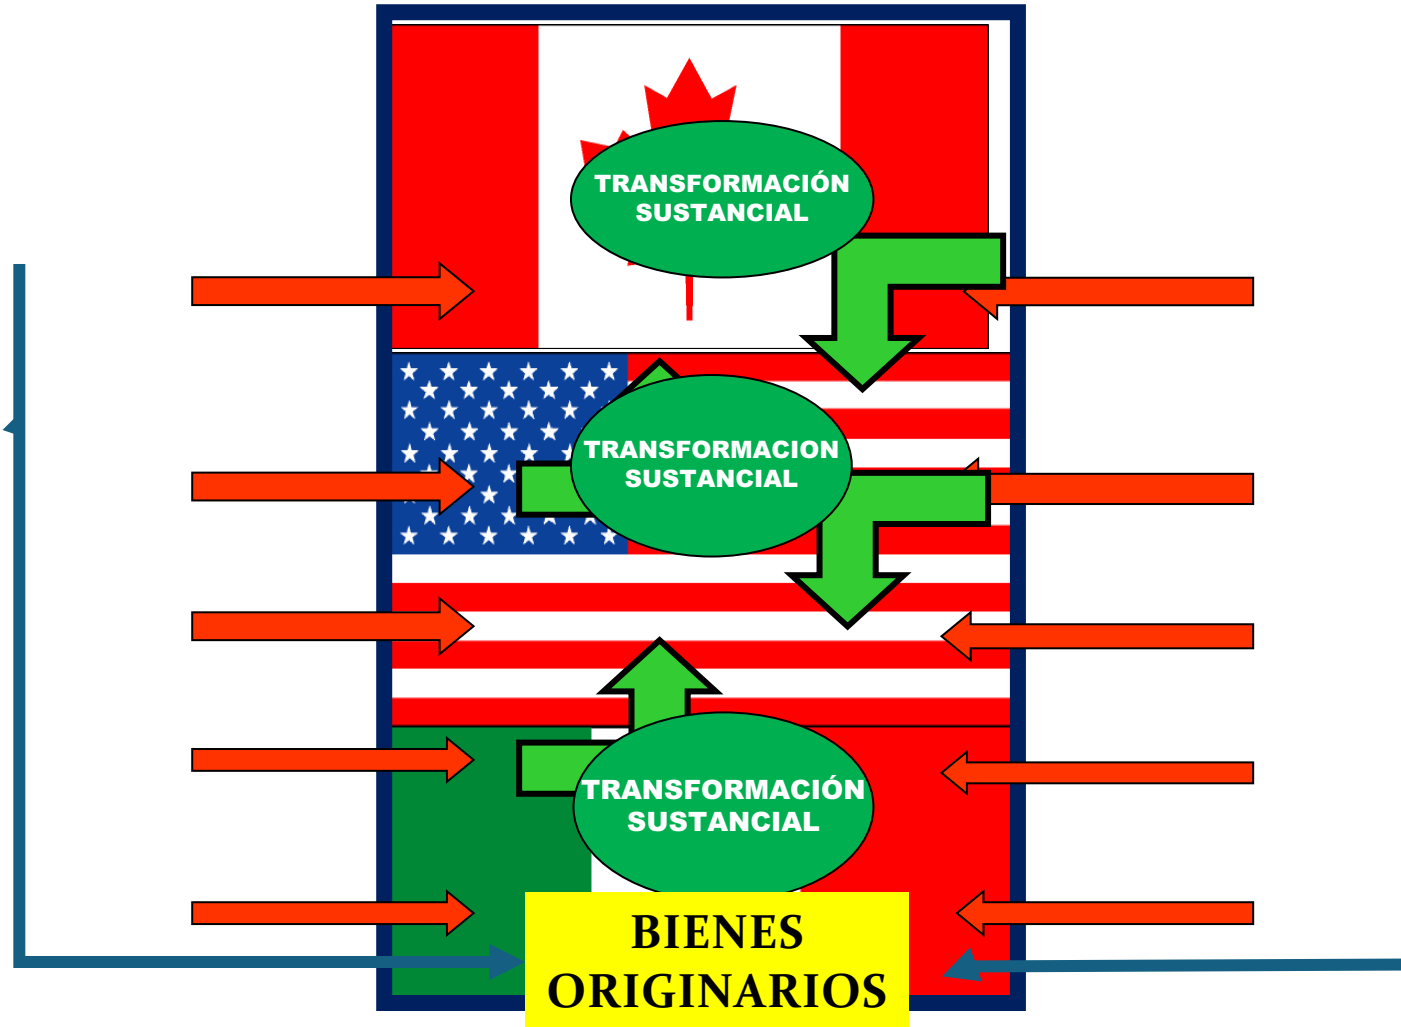 TRANSFORMACIÓN
SUSTANCIAL
TRANSFORMACION
SUSTANCIAL
TRANSFORMACIÓN
SUSTANCIAL
BIENES
ORIGINARIOS